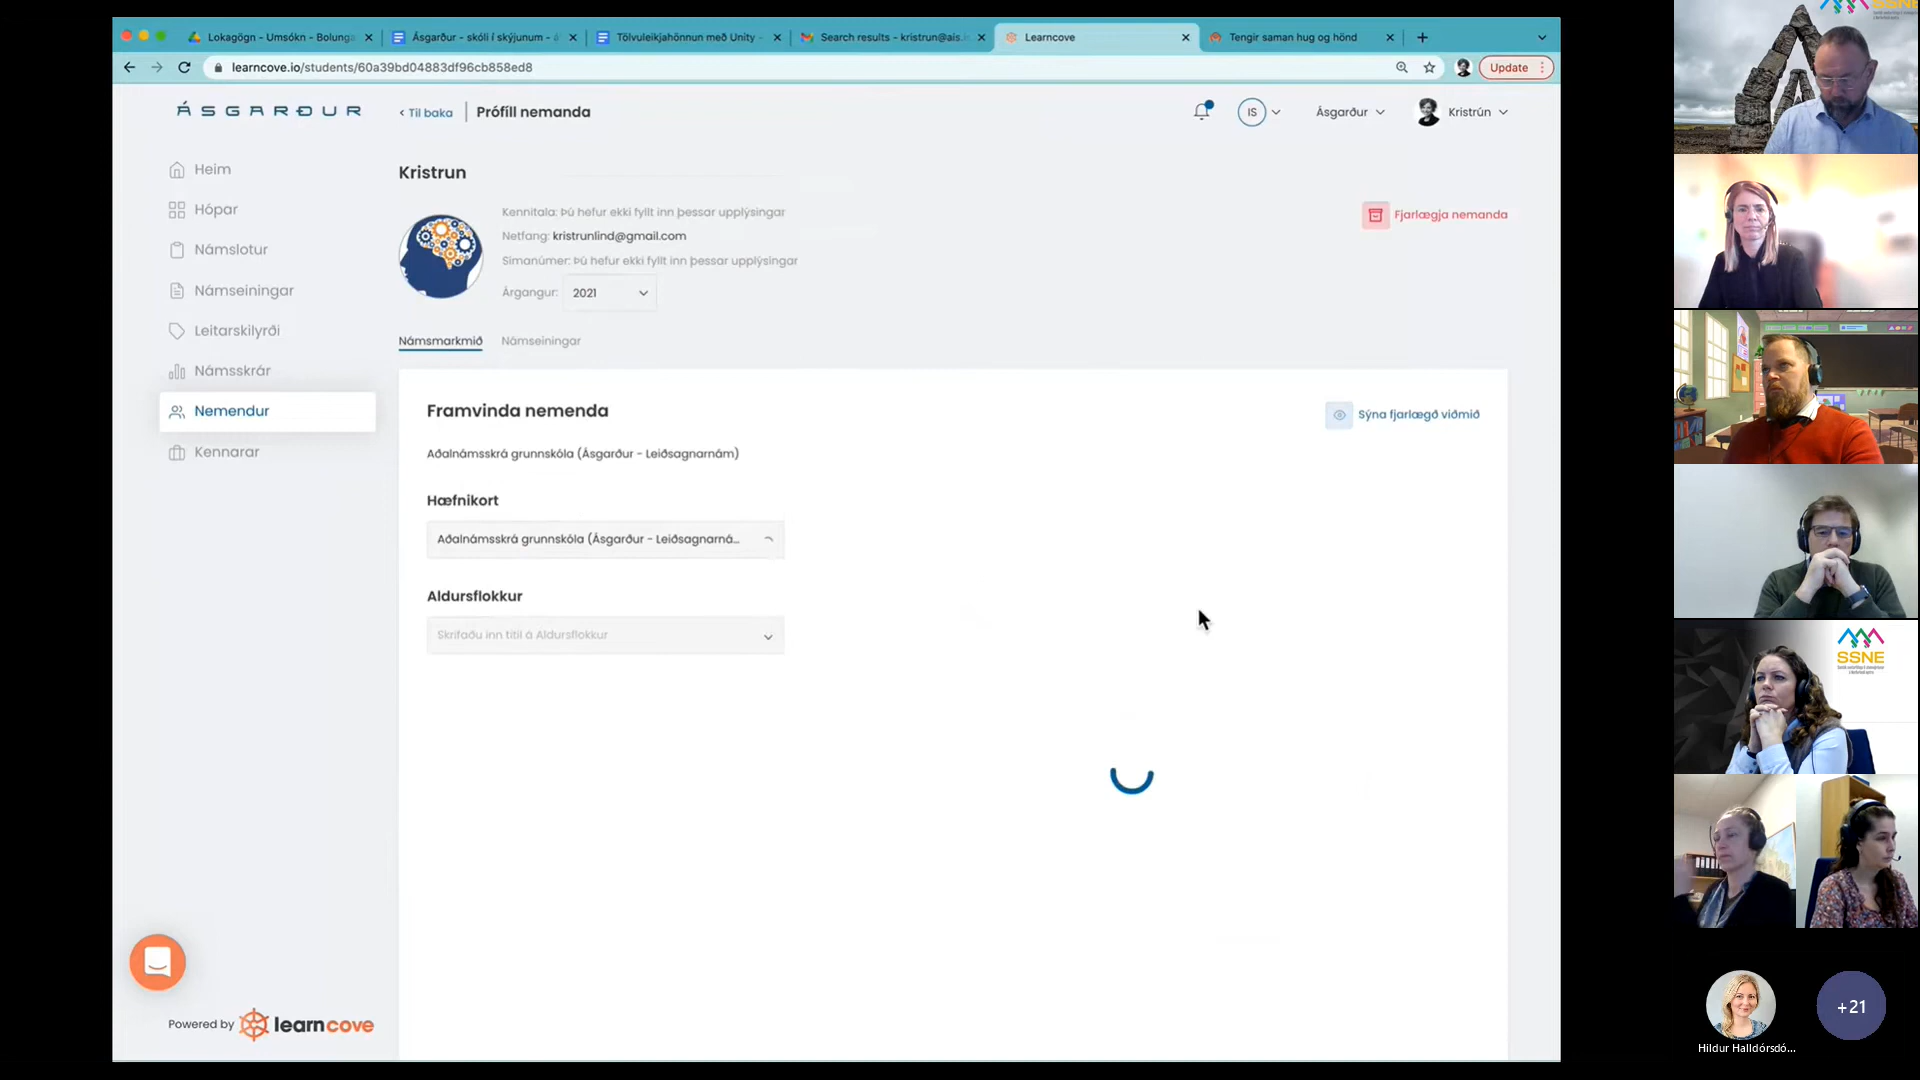 Lokagögn - Umsókn - Bolunga
Ásgarður - skóli í skýjunum -
Tölvuleikjahönnun með Unity -
Search results - kristrun@ais.i
Learncove
Tengir saman hug og hönd
learncove.io/students/60a39bd04883df96cb858ed8
Update
ÁSGARÐUR
Til baka
Prófíll nemanda
IS
Ásgarður
Kristrún
Heim
Hópar
Námslotur
Námseiningar
Leitarskilyrði
Námsskrár
Nemendur
Kennarar
Kristrun
Kennitala: Þú hefur ekki fyllt inn þessar upplýsingar
Netfang: kristrunlind@gmail.com
Símanúmer: Þú hefur ekki fyllt inn þessar upplýsingar
Árgangur: 2021
Fjarlægja nemanda
Námsmarkmið
Námseiningar
Framvinda nemenda
Sýna fjarlægð viðmið
Aðalnámsskrá grunnskóla (Ásgarður - Leiðsagnarnám)
Hæfnikort
Aðalnámsskrá grunnskóla (Ásgarður - Leiðsagnarná...
Aldursflokkur
Skrifaðu inn titil á Aldursflokkur
Powered by learncove
SSNE
SSNE
Hildur Halldórsdó...
+21